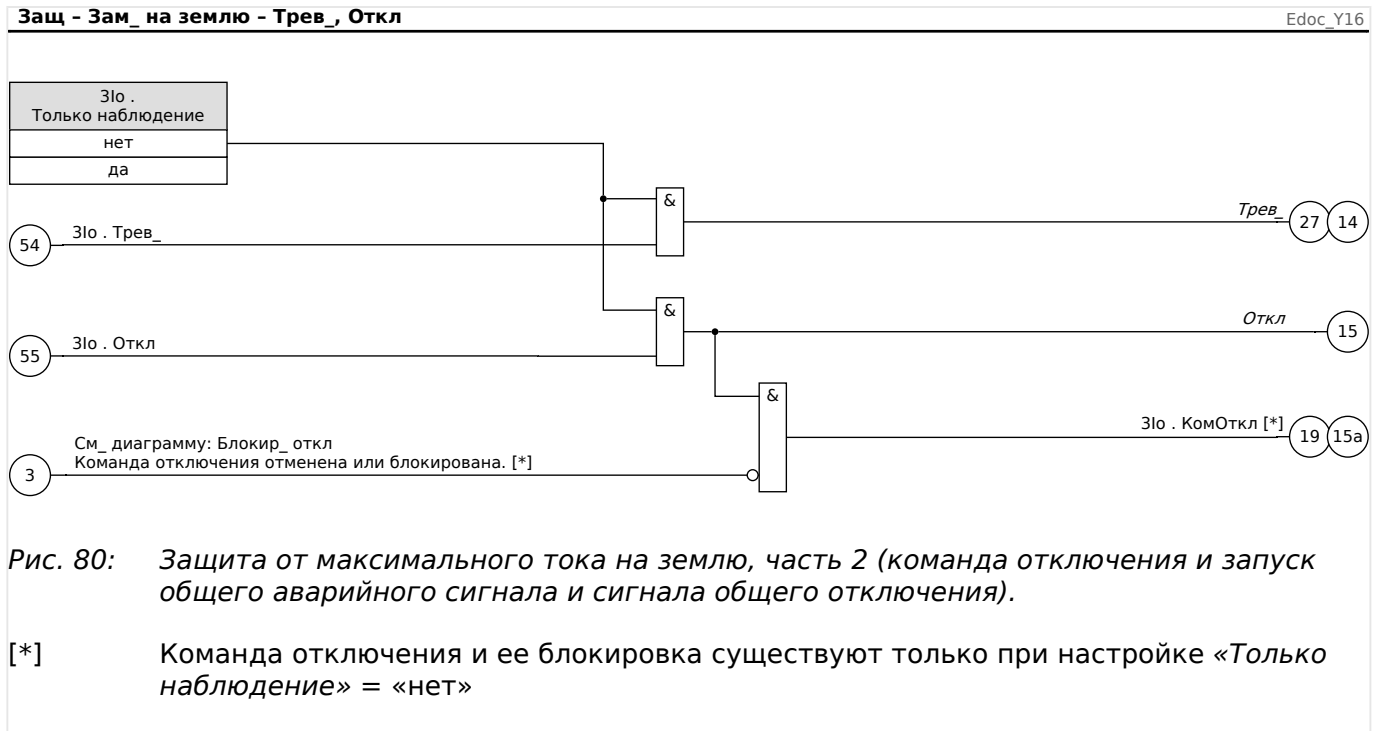 Защ – Зам_ на землю – Трев_, Откл
Edoc_Y16
3Io .
Только наблюдение
нет
да
&
Трев_
27
14
54
3Io . Трев_
&
Откл
15
55
3Io . Откл
&
3Io . КомОткл [*]
19
15a
См_ диаграмму: Блокир_ откл
Команда отключения отменена или блокирована. [*]
3
Рис. 80: Защита от максимального тока на землю, часть 2 (команда отключения и запуск
общего аварийного сигнала и сигнала общего отключения).
[*] Команда отключения и ее блокировка существуют только при настройке «Только
наблюдение» = «нет»